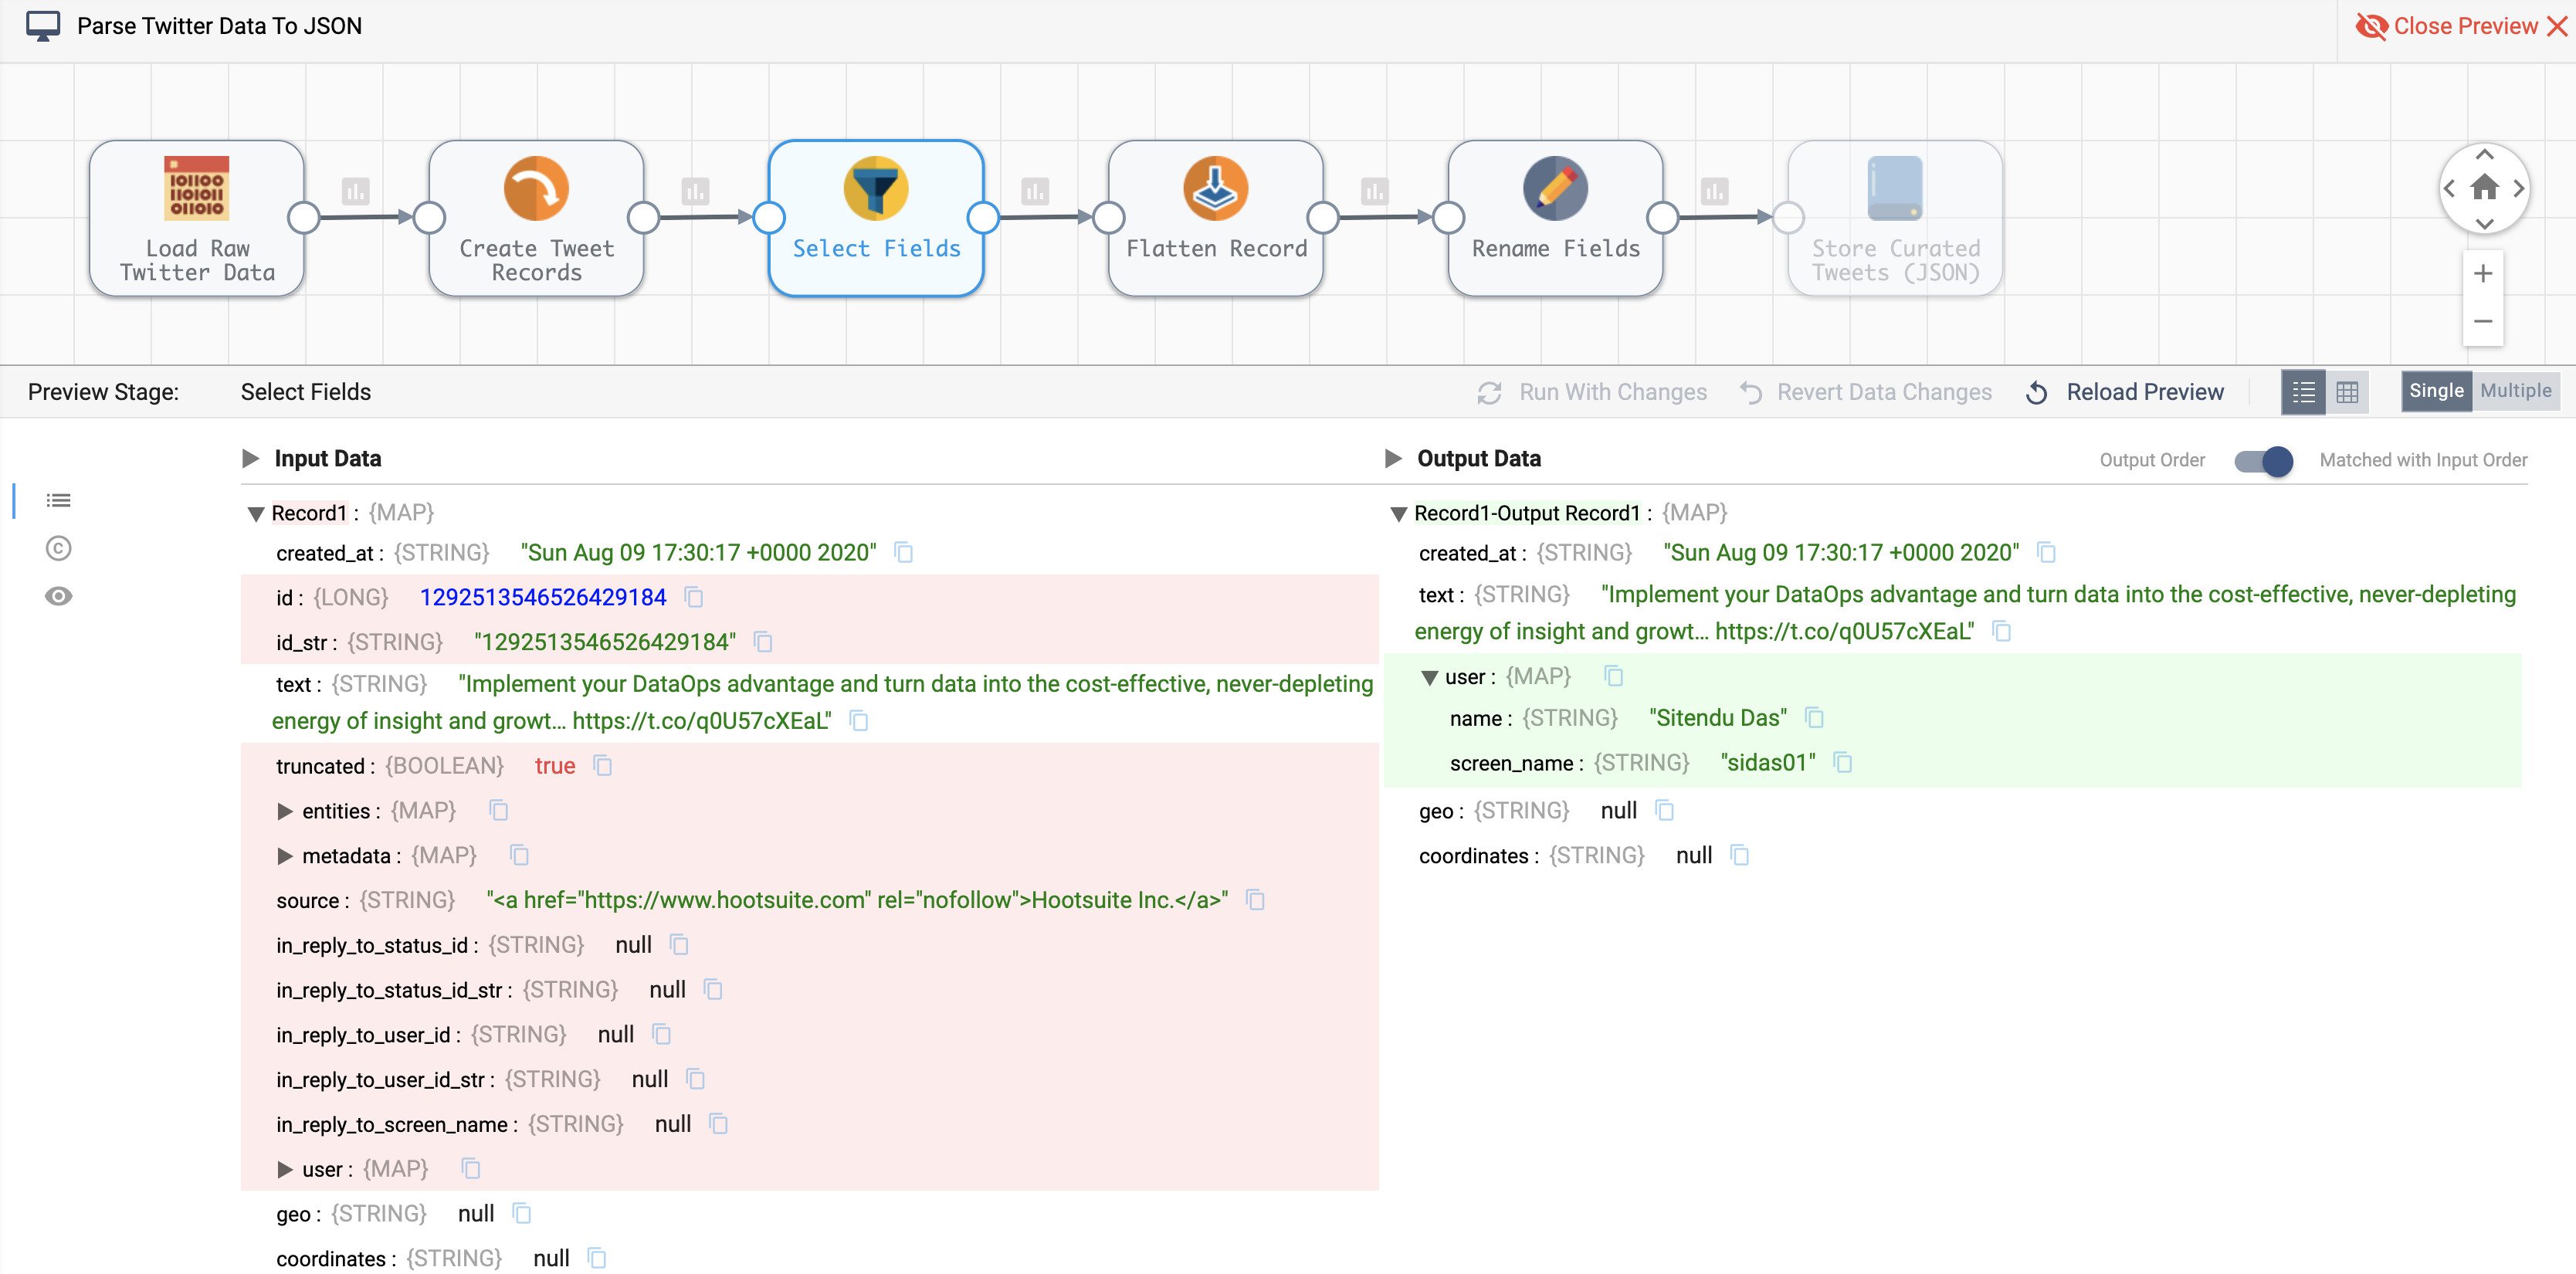 Parse Twitter Data To JSON
Close Preview
101100
1101011
011010
Load Raw
Twitter Data
Create Tweet
Records
Select Fields
Flatten Record
Rename Fields
Store Curated
Tweets (JSON)
Preview Stage: Select Fields
Run With Changes Revert Data Changes Reload Preview Single Multiple
Input Data
Record1 : {MAP}
created_at : {STRING} "Sun Aug 09 17:30:17 +0000 2020"
id : {LONG} 1292513546526429184
id_str : {STRING} "1292513546526429184"
text : {STRING} "Implement your DataOps advantage and turn data into the cost-effective, never-depleting
energy of insight and growt… https://t.co/q0U57cXEaL"
truncated : {BOOLEAN} true
entities : {MAP}
metadata : {MAP}
source : {STRING} "<a href="https://www.hootsuite.com" rel="nofollow">Hootsuite Inc.</a>"
in_reply_to_status_id : {STRING} null
in_reply_to_status_id_str : {STRING} null
in_reply_to_user_id : {STRING} null
in_reply_to_user_id_str : {STRING} null
in_reply_to_screen_name : {STRING} null
user : {MAP}
geo : {STRING} null
coordinates : {STRING} null
Output Data
Output Order Matched with Input Order
Record1-Output Record1 : {MAP}
created_at : {STRING} "Sun Aug 09 17:30:17 +0000 2020"
text : {STRING} "Implement your DataOps advantage and turn data into the cost-effective, never-depleting
energy of insight and growt… https://t.co/q0U57cXEaL"
user : {MAP}
name : {STRING} "Sitendu Das"
screen_name : {STRING} "sidas01"
geo : {STRING} null
coordinates : {STRING} null